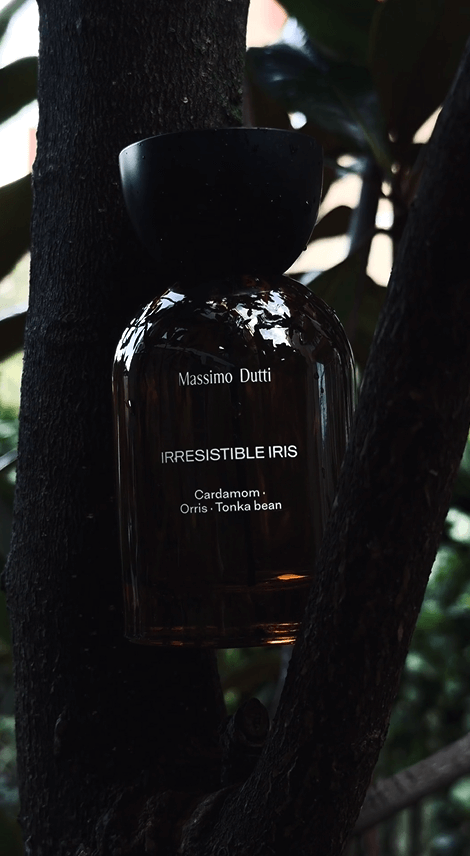 Massimo Dutti
IRRESISTIBLE IRIS
Cardamom ·
Orris · Tonka bean